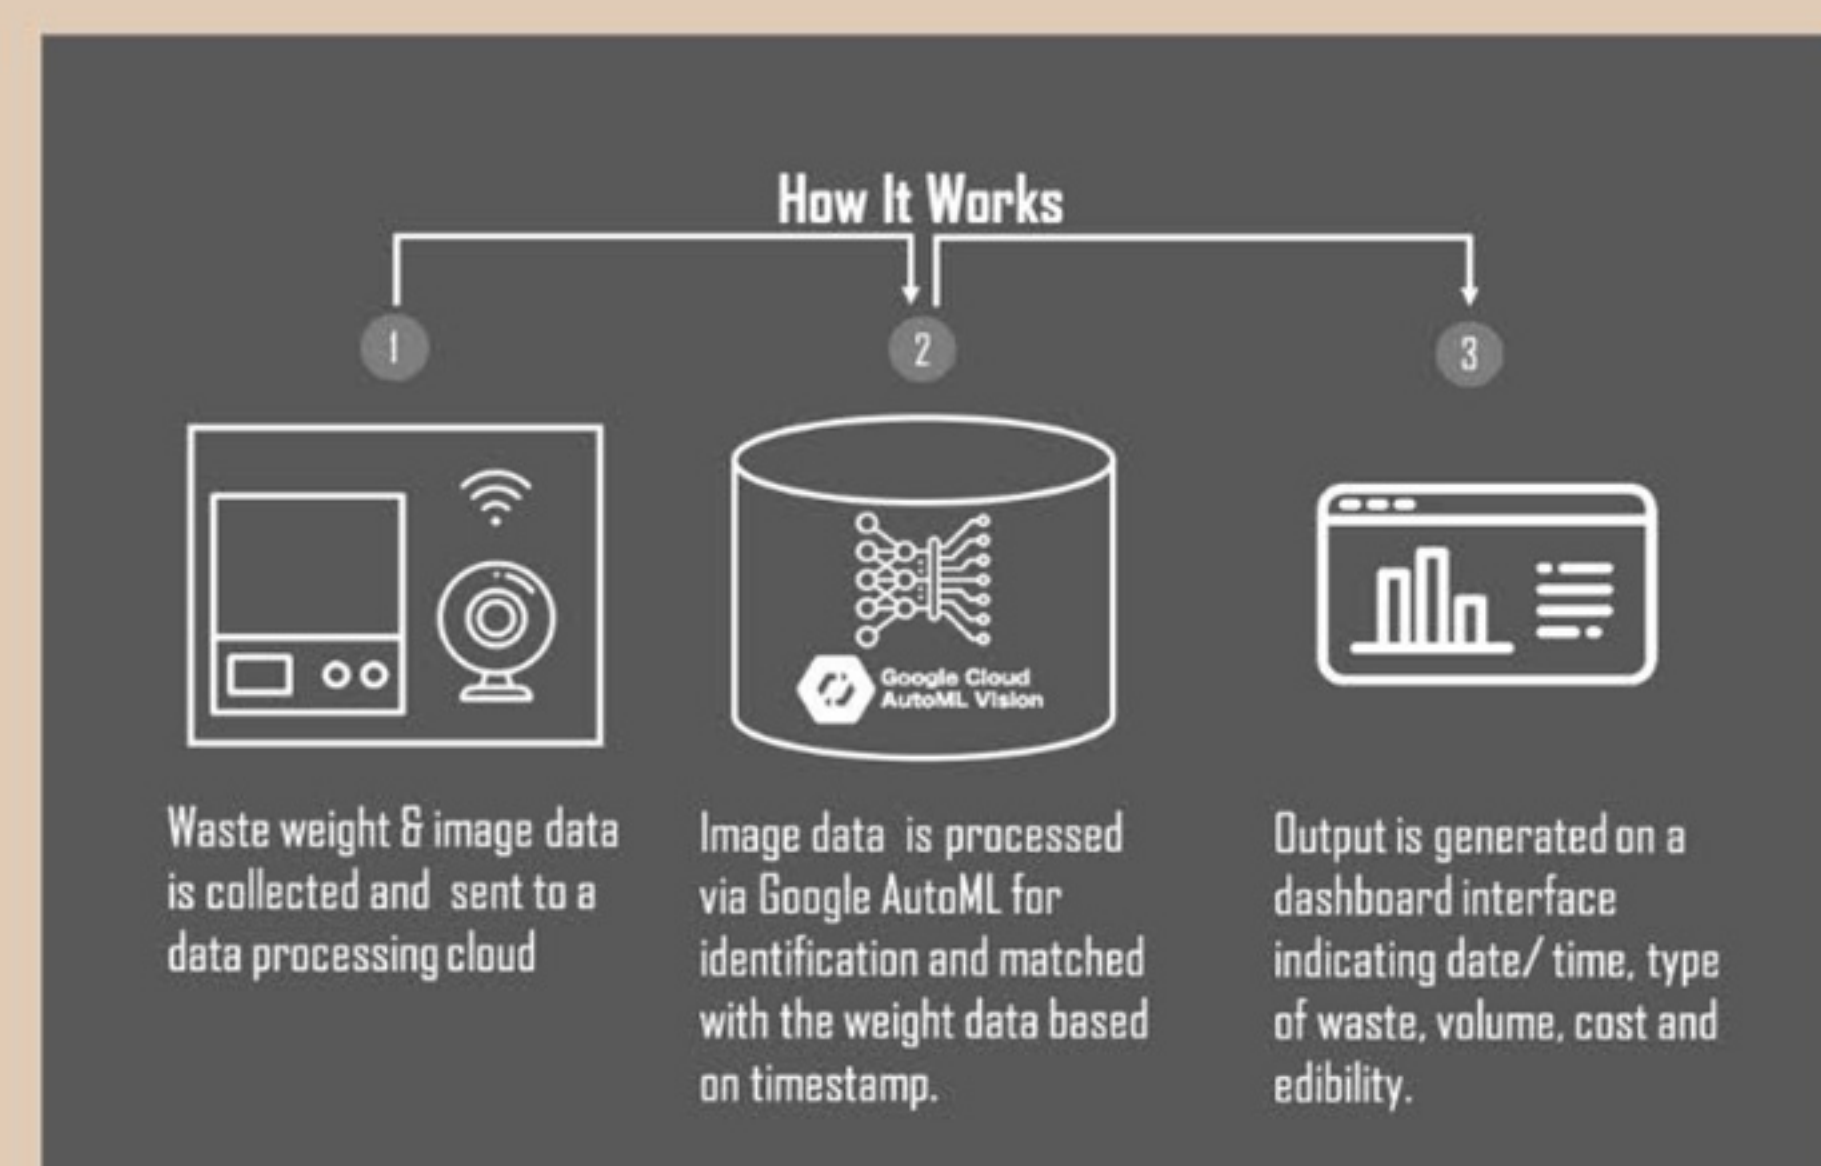 How It Works
1
2
3
Google Cloud
AutoML Vision
Waste weight & image data
is collected and sent to a
data processing cloud
Image data is processed
via Google AutoML for
identification and matched
with the weight data based
on timestamp.
Output is generated on a
dashboard interface
indicating date/ time, type
of waste, volume, cost and
edibility.